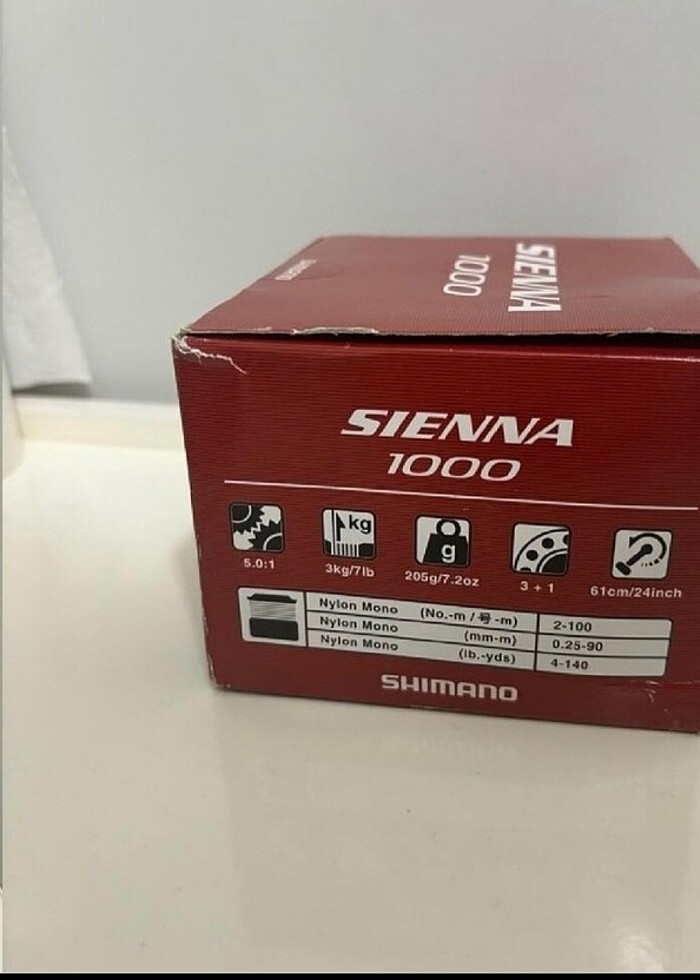 SHIMANO
SIENNA
1000
SIENNA
1000
kg
g
5.0:1
3kg/7lb
205g/7.2oz
3 + 1
61cm/24inch
Nylon Mono (No.-m / 号-m) 2-100
Nylon Mono (mm-m) 0.25-90
Nylon Mono (lb.-yds) 4-140
SHIMANO